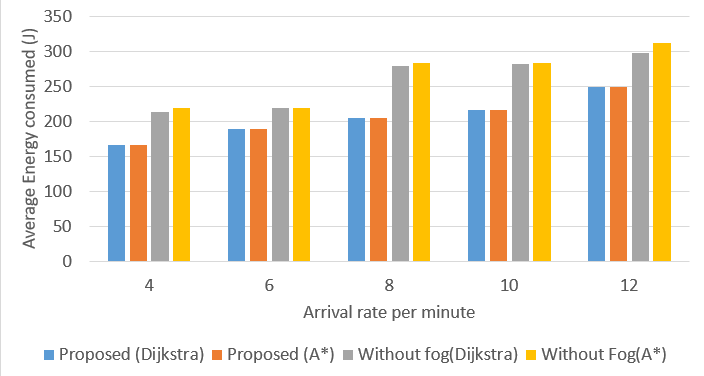 350
300
250
200
150
100
50
0
Average Energy consumed (J)
4 6 8 10 12
Arrival rate per minute
Proposed (Dijkstra) Proposed (A*) Without fog(Dijkstra) Without Fog(A*)